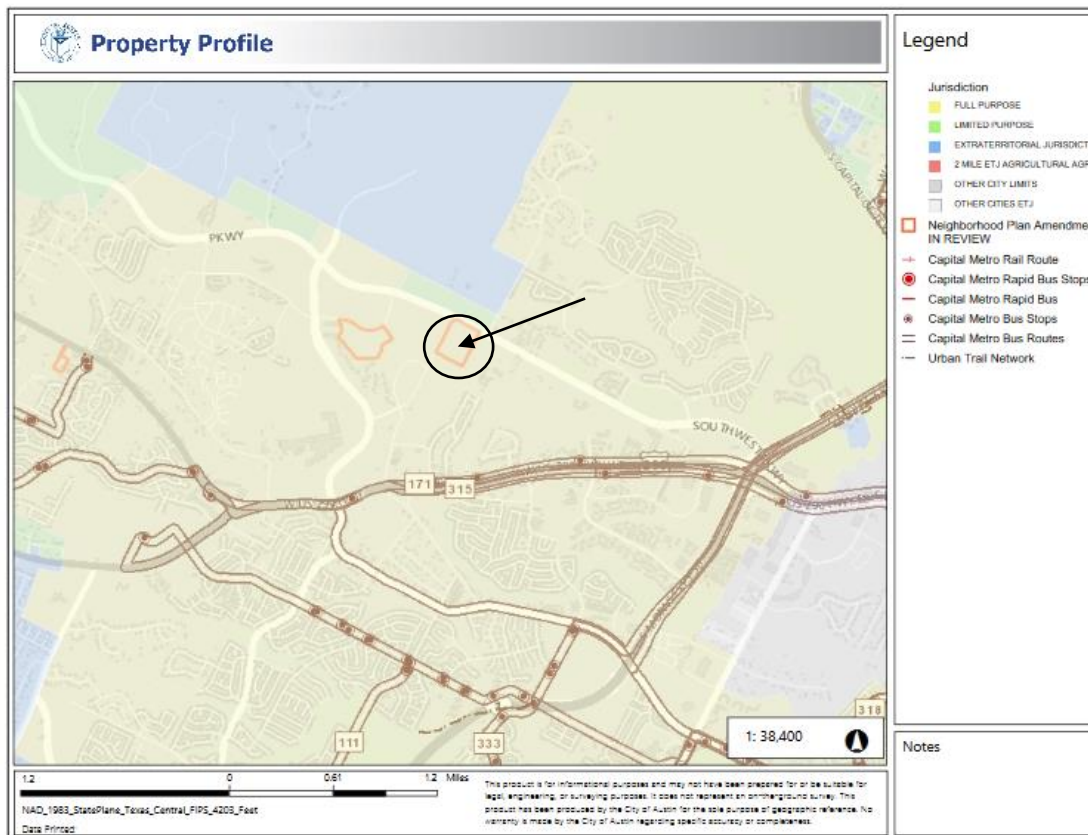 Property Profile
Legend
Jurisdiction
FULL PURPOSE
LIMITED PURPOSE
EXTRATERRITORIAL JURISDICT
2 MILE ETJ AGRICULTURAL AGR
OTHER CITY LIMITS
OTHER CITIES ETJ
Neighborhood Plan Amendme
IN REVIEW
Capital Metro Rail Route
Capital Metro Rapid Bus Stops
Capital Metro Rapid Bus
Capital Metro Bus Stops
Capital Metro Bus Routes
Urban Trail Network
PKWY
171
315
111
333
318
1: 38,400
Notes
1.2 0 0.61 1.2 Miles
NAD_1983_StatePlane_Texas_Central_FIPS_4203_Feet
Date Printed
This product is for informational purposes and may not have been prepared for or be suitable for
legal, engineering, or surveying purposes. It does not represent an on-the-ground survey. This
product has been produced by the City of Austin for the sole purpose of geographic reference. No
warranty is made by the City of Austin regarding specific accuracy or completeness.